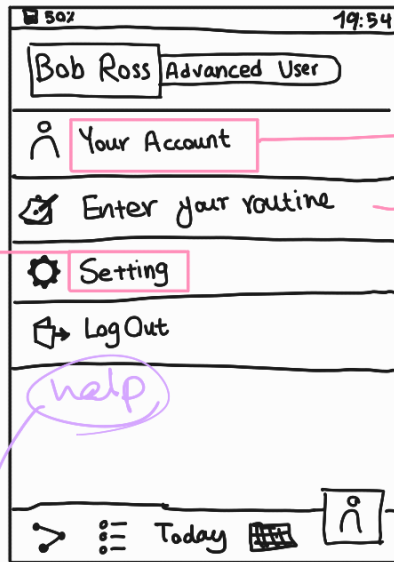 50% 19:54
Bob Ross Advanced User
Your Account
Enter your routine
Setting
Log Out
help
Today